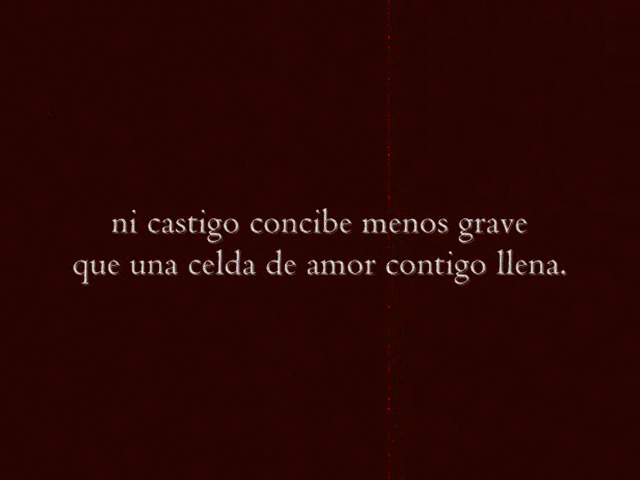 ni castigo concibe menos grave
que una celda de amor contigo llena.